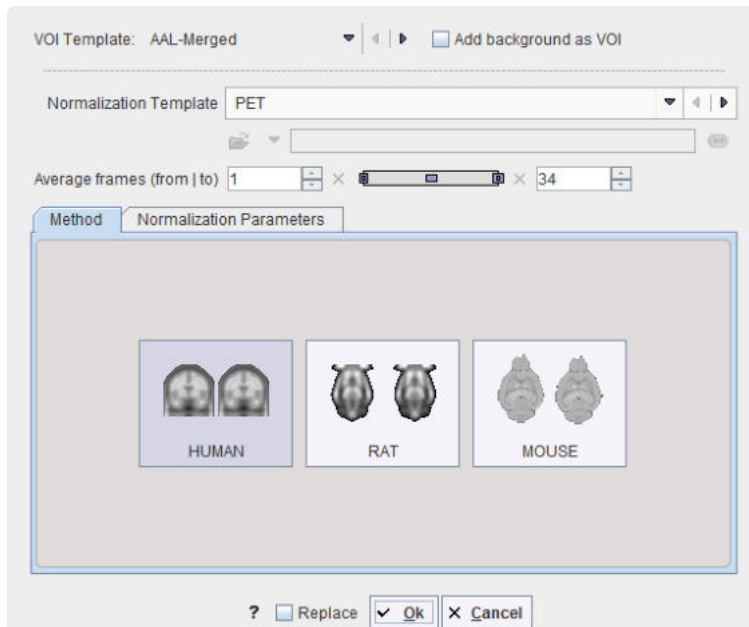 VOI Template: AAL-Merged Add background as VOI
Normalization Template PET
Average frames (from | to) 1 34
Method Normalization Parameters
HUMAN RAT MOUSE
? Replace Ok Cancel